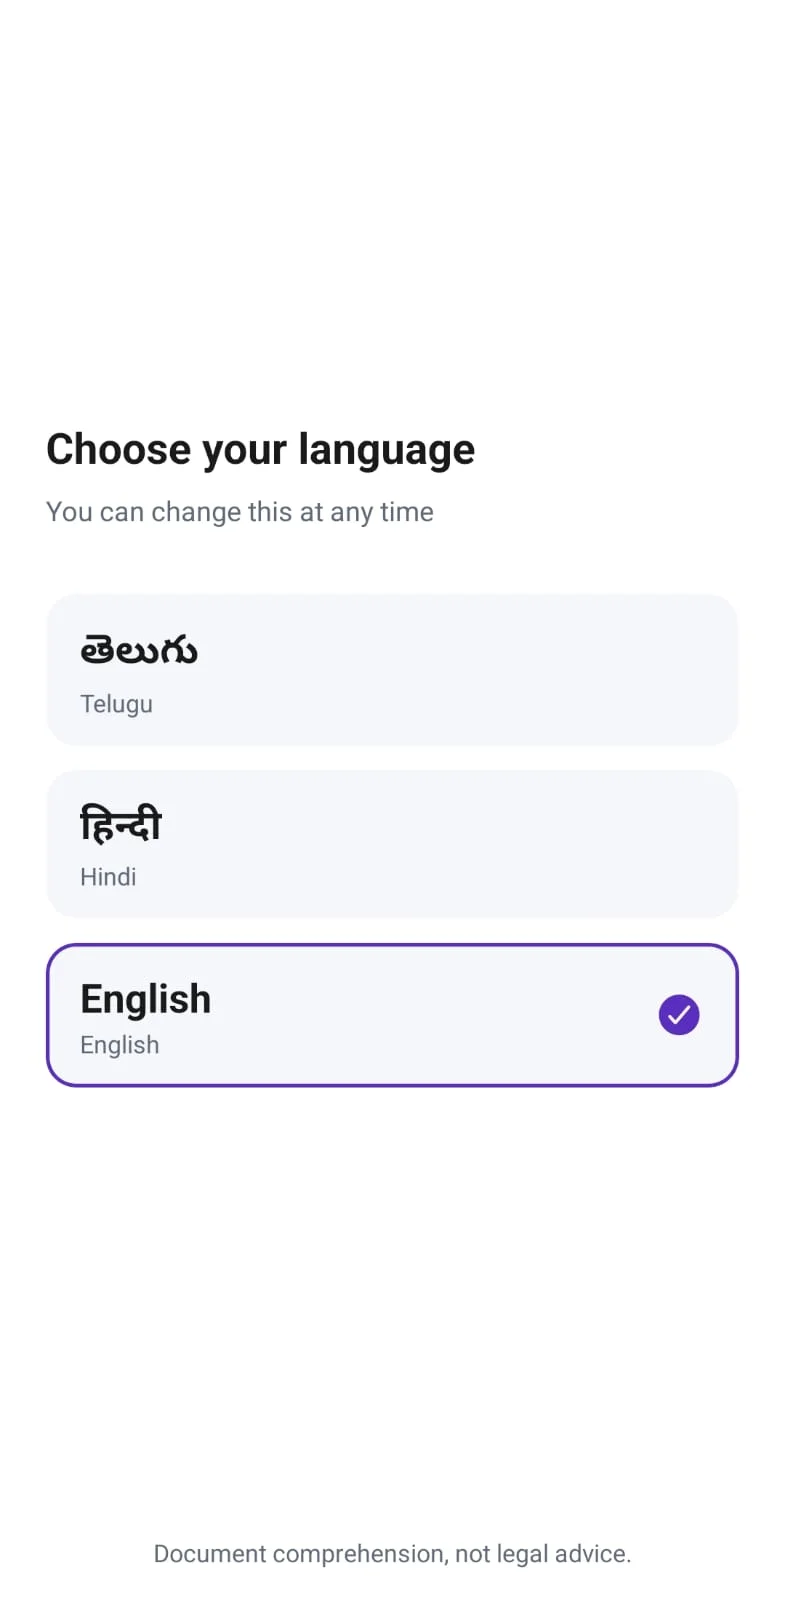 Choose your language
You can change this at any time
తెలుగు
Telugu
हिन्दी
Hindi
English
English
Document comprehension, not legal advice.